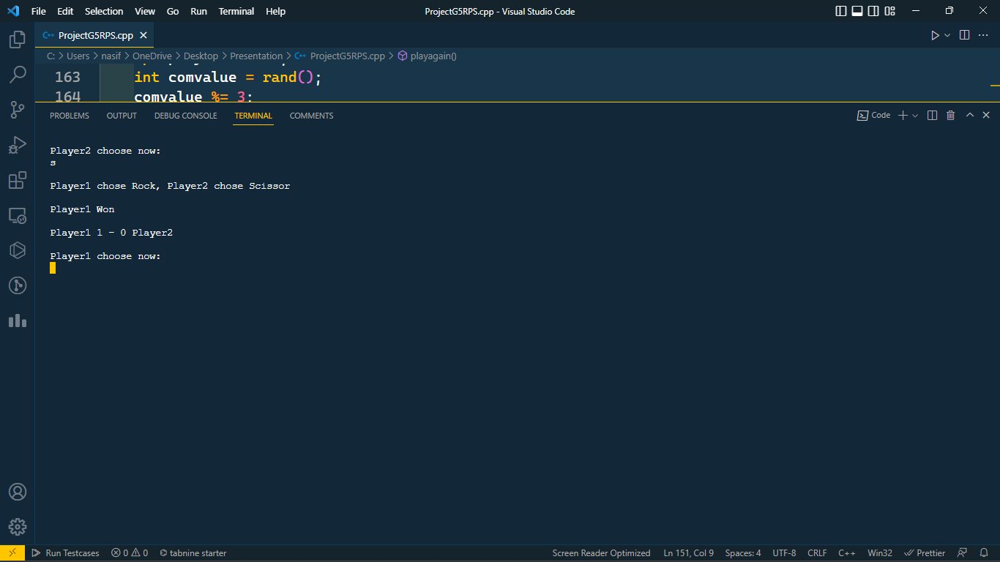 File Edit Selection View Go Run Terminal Help ProjectG5RPS.cpp - Visual Studio Code
ProjectG5RPS.cpp
C: > Users > nasif > OneDrive > Desktop > Presentation > ProjectG5RPS.cpp > playagain()
163 int comvalue = rand();
164 comvalue %= 3;
PROBLEMS OUTPUT DEBUG CONSOLE TERMINAL COMMENTS Code
Player2 choose now:
s
Player1 chose Rock, Player2 chose Scissor
Player1 Won
Player1 1 - 0 Player2
Player1 choose now:
Run Testcases 0 0 tabnine starter Screen Reader Optimized Ln 151, Col 9 Spaces: 4 UTF-8 CRLF C++ Win32 Prettier